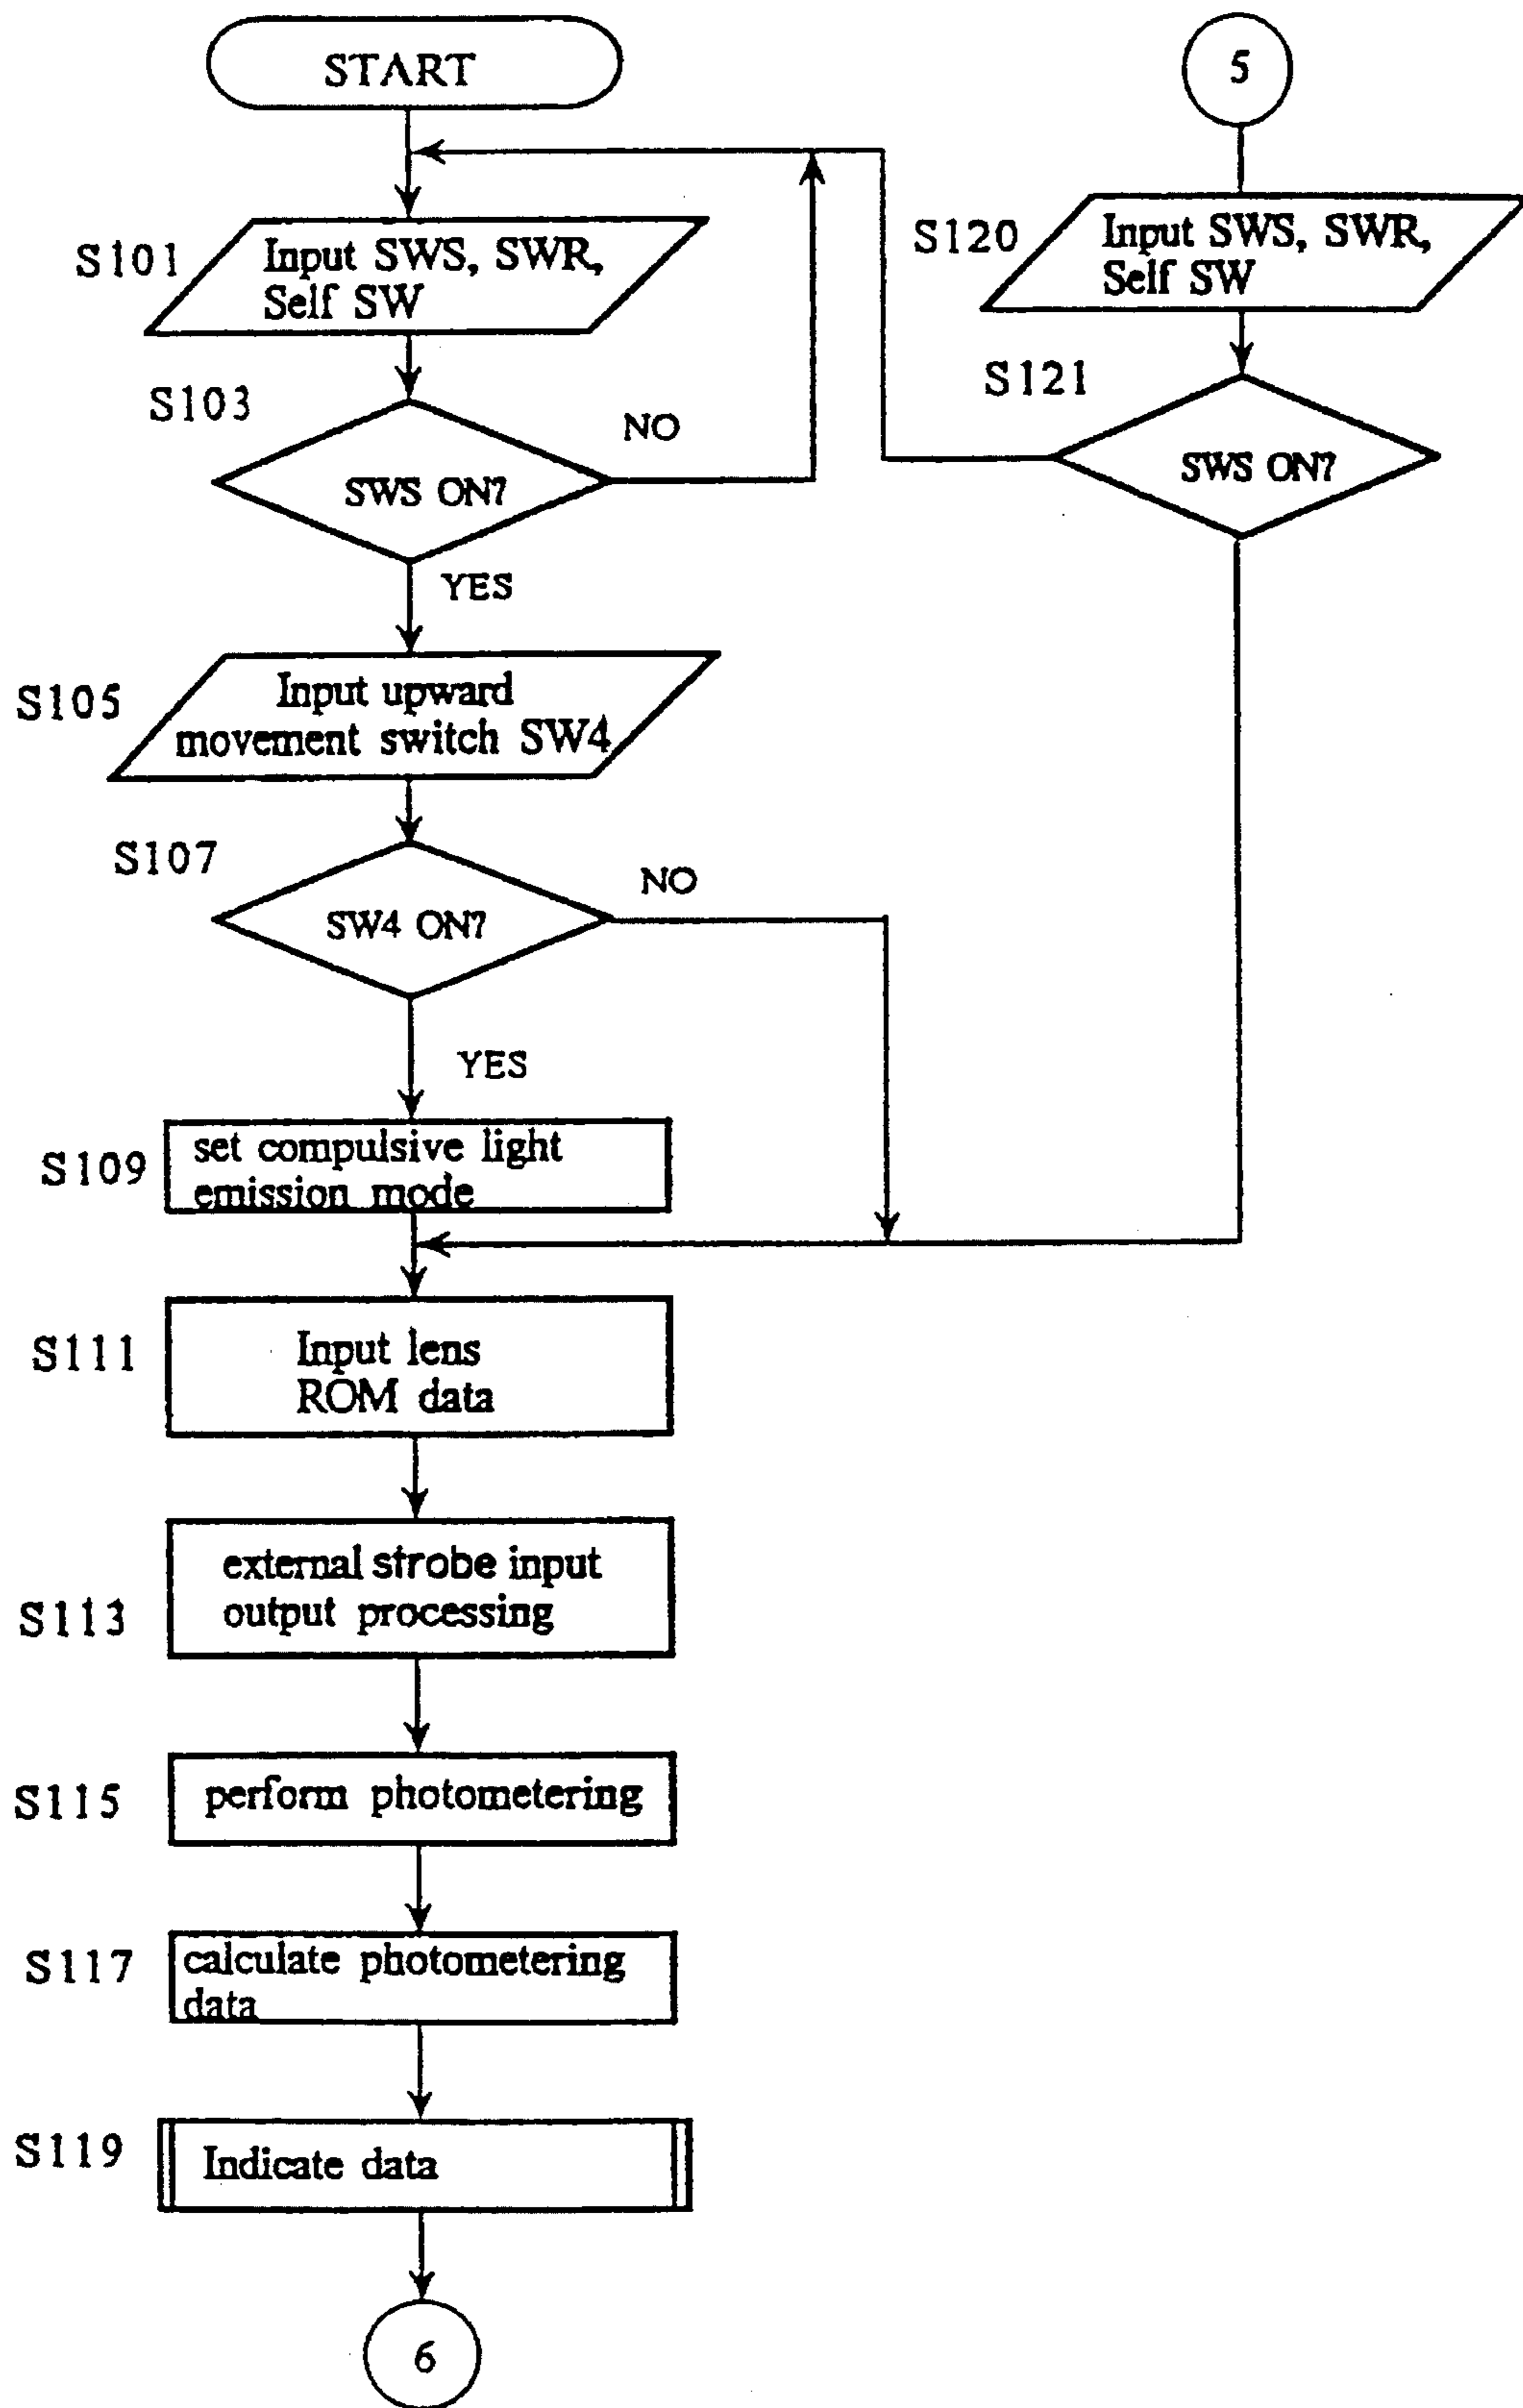 START
S101
Input SWS, SWR,
Self SW
S103
SWS ON?
NO
YES
S105
Input upward
movement switch SW4
S107
SW4 ON?
NO
YES
S109
set compulsive light
emission mode
S111
Input lens
ROM data
S113
external strobe input
output processing
S115
perform photometering
S117
calculate photometering
data
S119
Indicate data
6
5
S120
Input SWS, SWR,
Self SW
S121
SWS ON?